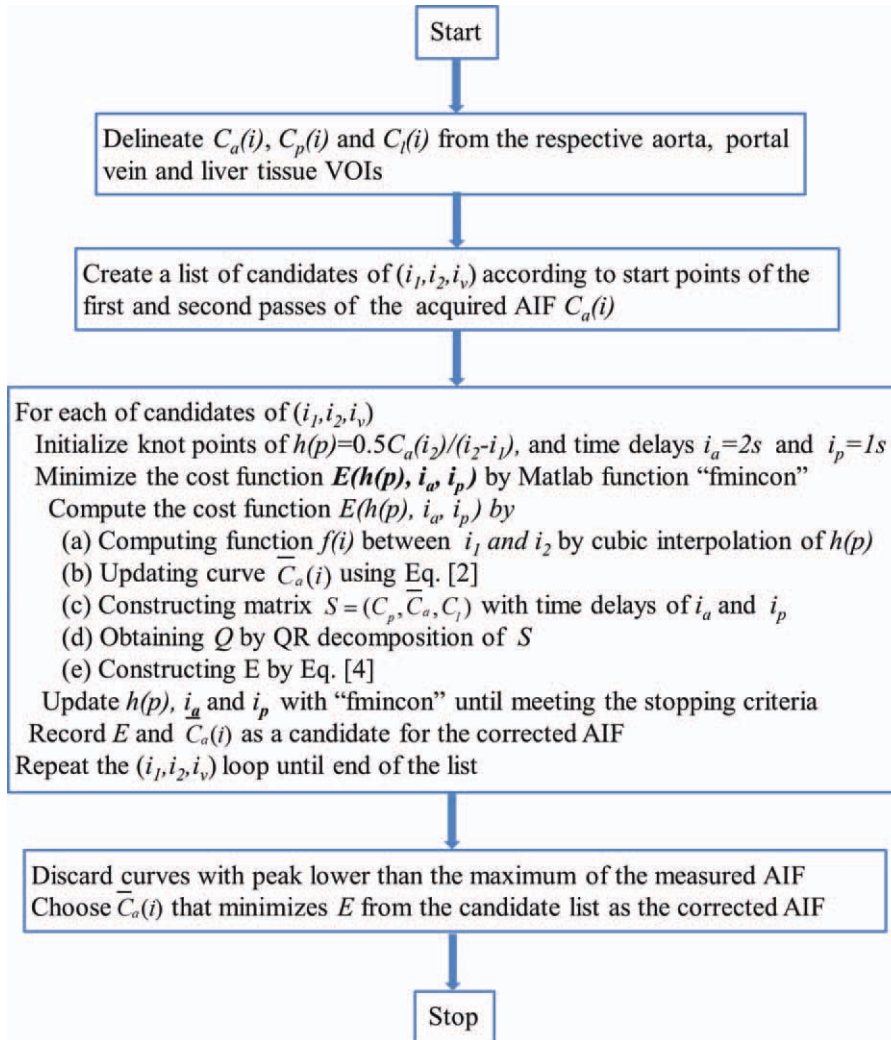 Start
Delineate Cₐ(i), Cₚ(i) and Cₗ(i) from the respective aorta, portal
vein and liver tissue VOIs
Create a list of candidates of (i₁,i₂,iᵥ) according to start points of the
first and second passes of the acquired AIF Cₐ(i)
For each of candidates of (i₁,i₂,iᵥ)
Initialize knot points of h(p)=0.5Cₐ(i₂)/(i₂-i₁), and time delays iₐ=2s and iₚ=1s
Minimize the cost function E(h(p), iₐ, iₚ) by Matlab function “fmincon”
Compute the cost function E(h(p), iₐ, iₚ) by
(a) Computing function f(i) between i₁ and i₂ by cubic interpolation of h(p)
(b) Updating curve C̅ₐ(i) using Eq. [2]
(c) Constructing matrix S = (Cₚ,C̅ₐ,Cₗ) with time delays of iₐ and iₚ
(d) Obtaining Q by QR decomposition of S
(e) Constructing E by Eq. [4]
Update h(p), iₐ and iₚ with “fmincon” until meeting the stopping criteria
Record E and C̅ₐ(i) as a candidate for the corrected AIF
Repeat the (i₁,i₂,iᵥ) loop until end of the list
Discard curves with peak lower than the maximum of the measured AIF
Choose C̅ₐ(i) that minimizes E from the candidate list as the corrected AIF
Stop